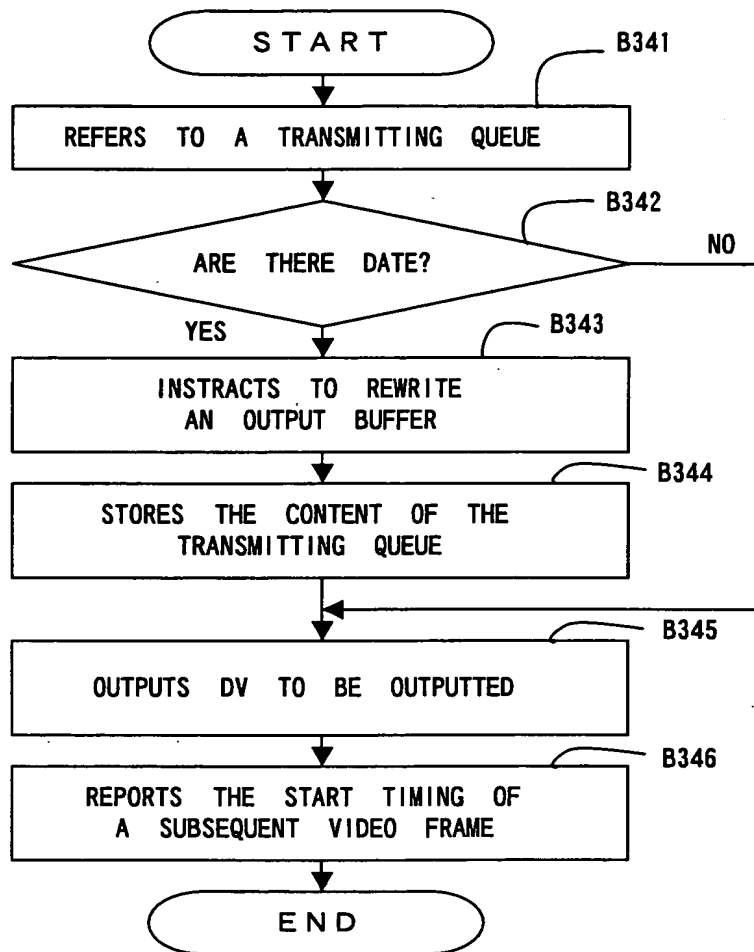 START
B341
REFERS TO A TRANSMITTING QUEUE
B342
ARE THERE DATE?
NO
YES
B343
INSTRACTS TO REWRITE
AN OUTPUT BUFFER
B344
STORES THE CONTENT OF THE
TRANSMITTING QUEUE
B345
OUTPUTS DV TO BE OUTPUTTED
B346
REPORTS THE START TIMING OF
A SUBSEQUENT VIDEO FRAME
END